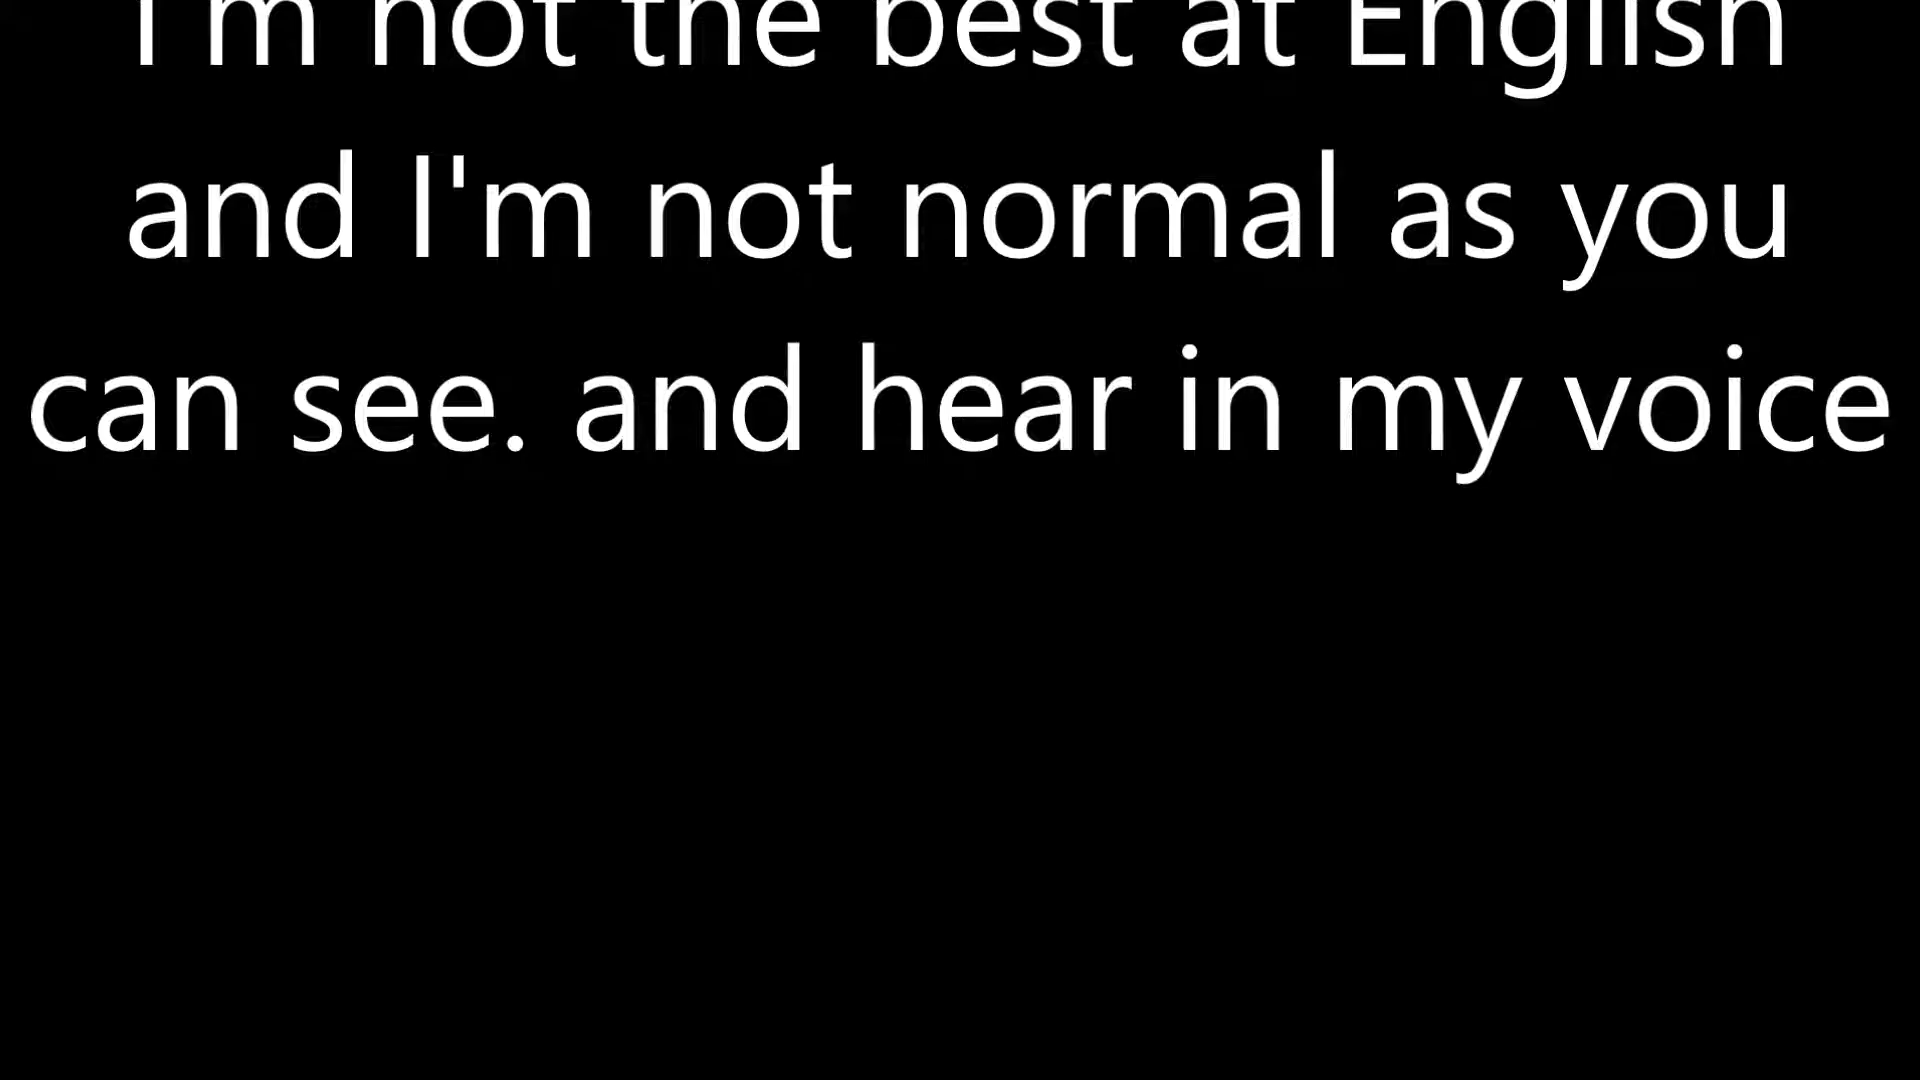 I'm not the best at English
and I'm not normal as you
can see. and hear in my voice